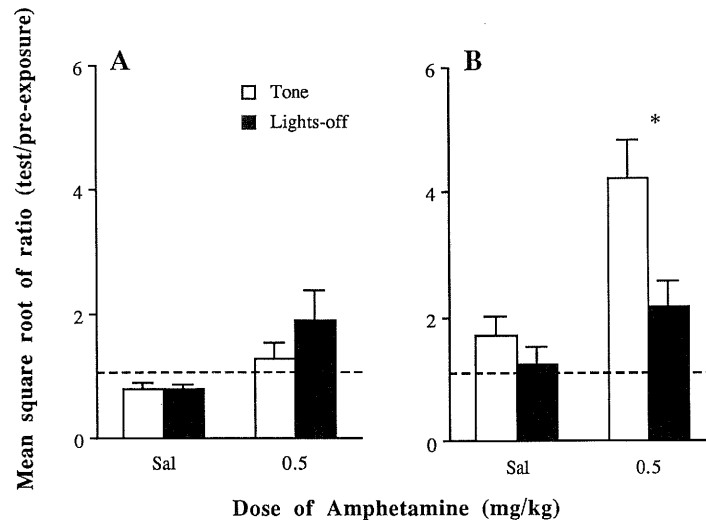 Mean square root of ratio (test/pre-exposure)
A
6
4
2
0
Tone
Lights-off
Sal
0.5
B
6
*
4
2
0
Sal
0.5
Dose of Amphetamine (mg/kg)